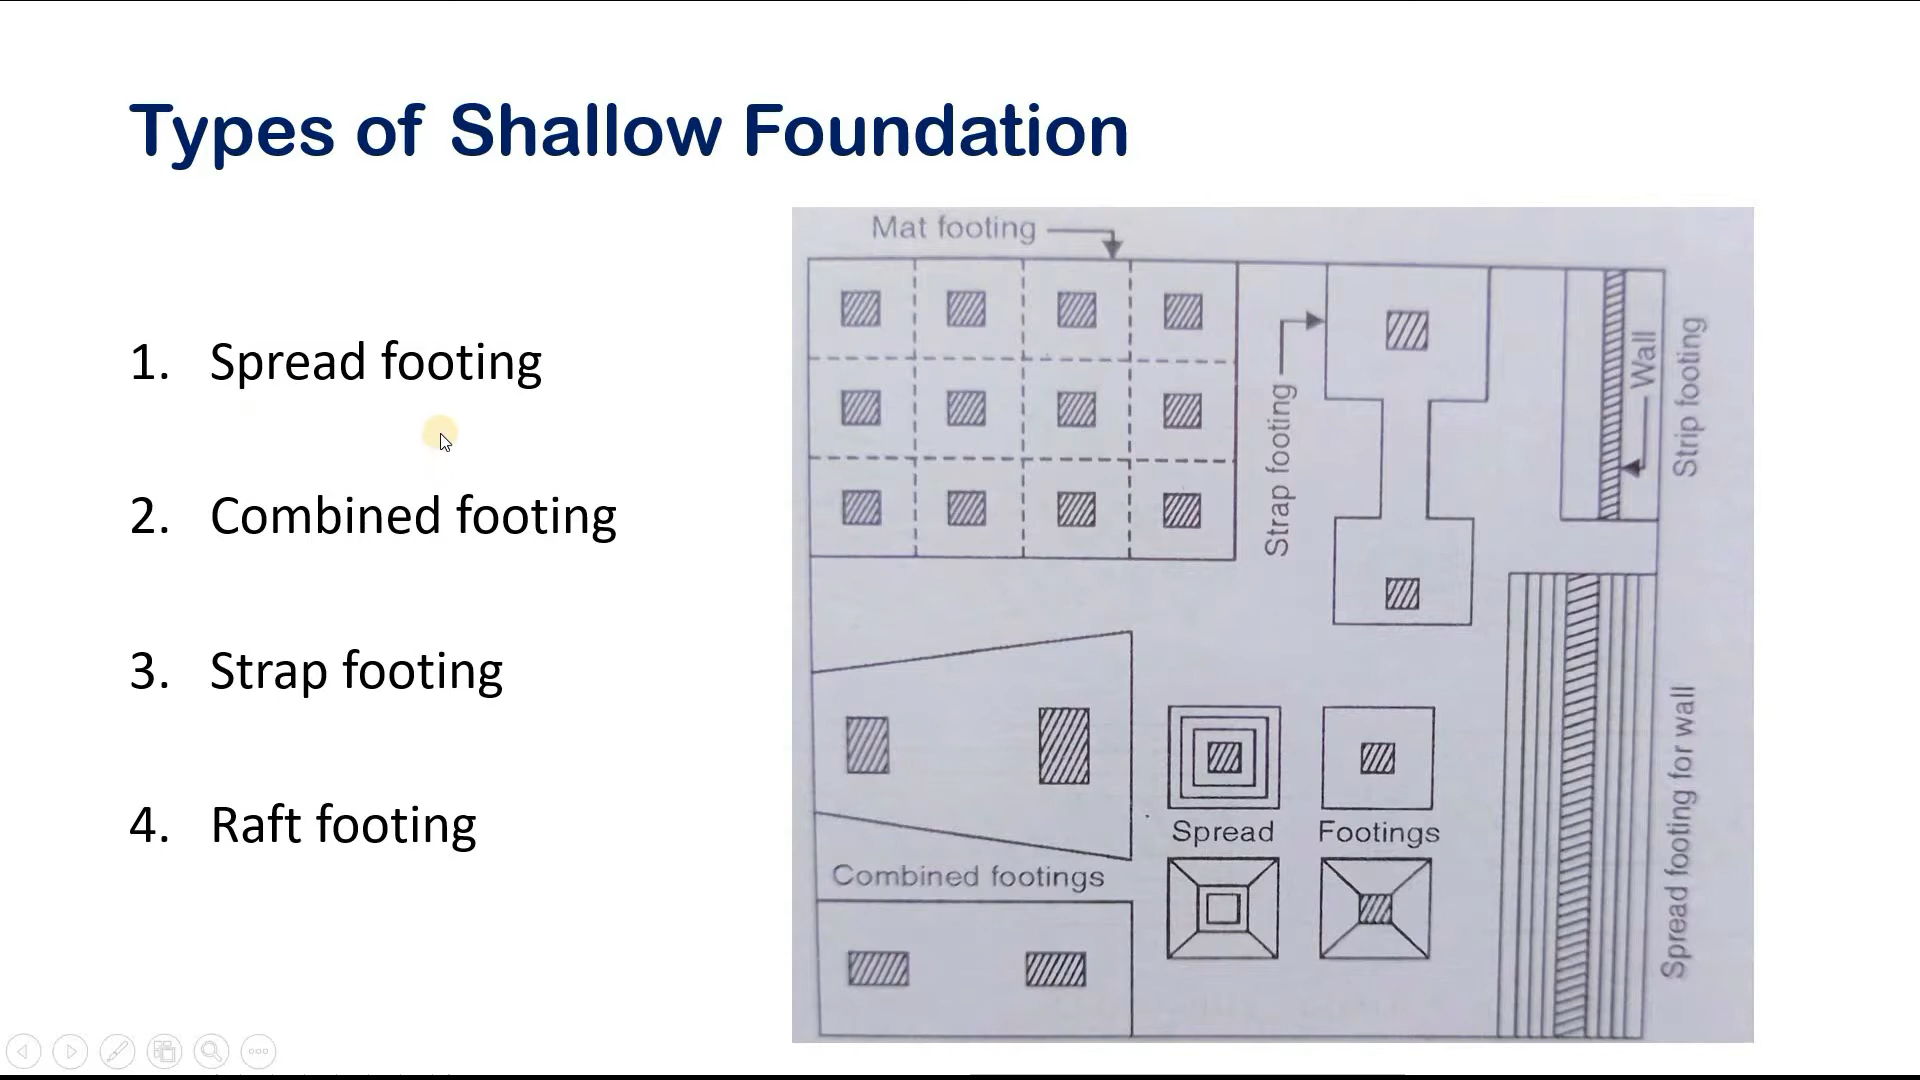 Types of Shallow Foundation
1. Spread footing
2. Combined footing
3. Strap footing
4. Raft footing
Mat footing
Strap footing
Wall
Strip footing
Combined footings
Spread Footings
Spread footing for wall